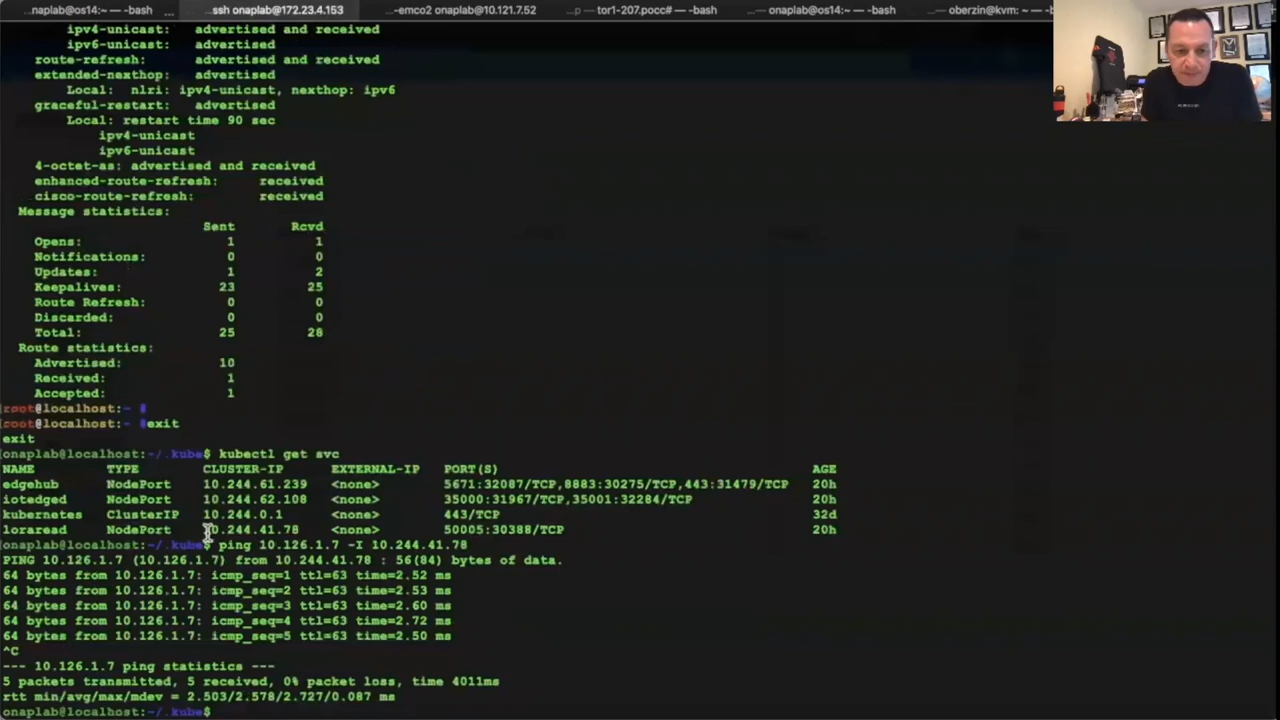 ...naplab@os14:~ — -bash
...
...ssh onaplab@172.23.4.153
...-emco2 onaplab@10.121.7.52
...p — tor1-207.pocc# — -bash
...onaplab@os14:~ — -bash
...oberzin@kvm: ~ — -b
ipv4-unicast: advertised and received
ipv6-unicast: advertised
route-refresh: advertised and received
extended-nexthop: advertised
Local: nlri: ipv4-unicast, nexthop: ipv6
graceful-restart: advertised
Local: restart time 90 sec
ipv4-unicast
ipv6-unicast
4-octet-as: advertised and received
enhanced-route-refresh: received
cisco-route-refresh: received
Message statistics:
Sent Rcvd
Opens: 1 1
Notifications: 0 0
Updates: 1 2
Keepalives: 23 25
Route Refresh: 0 0
Discarded: 0 0
Total: 25 28
Route statistics:
Advertised: 10
Received: 1
Accepted: 1
[root@localhost:~ #
[root@localhost:~ #exit
exit
onaplab@localhost:~/.kube$ kubectl get svc
NAME TYPE CLUSTER-IP EXTERNAL-IP PORT(S) AGE
edgehub NodePort 10.244.61.239 <none> 5671:32087/TCP,8883:30275/TCP,443:31479/TCP 20h
iotedged NodePort 10.244.62.108 <none> 35000:31967/TCP,35001:32284/TCP 20h
kubernetes ClusterIP 10.244.0.1 <none> 443/TCP 32d
loraread NodePort 10.244.41.78 <none> 50005:30388/TCP 20h
onaplab@localhost:~/.kube$ ping 10.126.1.7 -I 10.244.41.78
PING 10.126.1.7 (10.126.1.7) from 10.244.41.78 : 56(84) bytes of data.
64 bytes from 10.126.1.7: icmp_seq=1 ttl=63 time=2.52 ms
64 bytes from 10.126.1.7: icmp_seq=2 ttl=63 time=2.53 ms
64 bytes from 10.126.1.7: icmp_seq=3 ttl=63 time=2.60 ms
64 bytes from 10.126.1.7: icmp_seq=4 ttl=63 time=2.72 ms
64 bytes from 10.126.1.7: icmp_seq=5 ttl=63 time=2.50 ms
^C
--- 10.126.1.7 ping statistics ---
5 packets transmitted, 5 received, 0% packet loss, time 4011ms
rtt min/avg/max/mdev = 2.503/2.578/2.727/0.087 ms
onaplab@localhost:~/.kube$